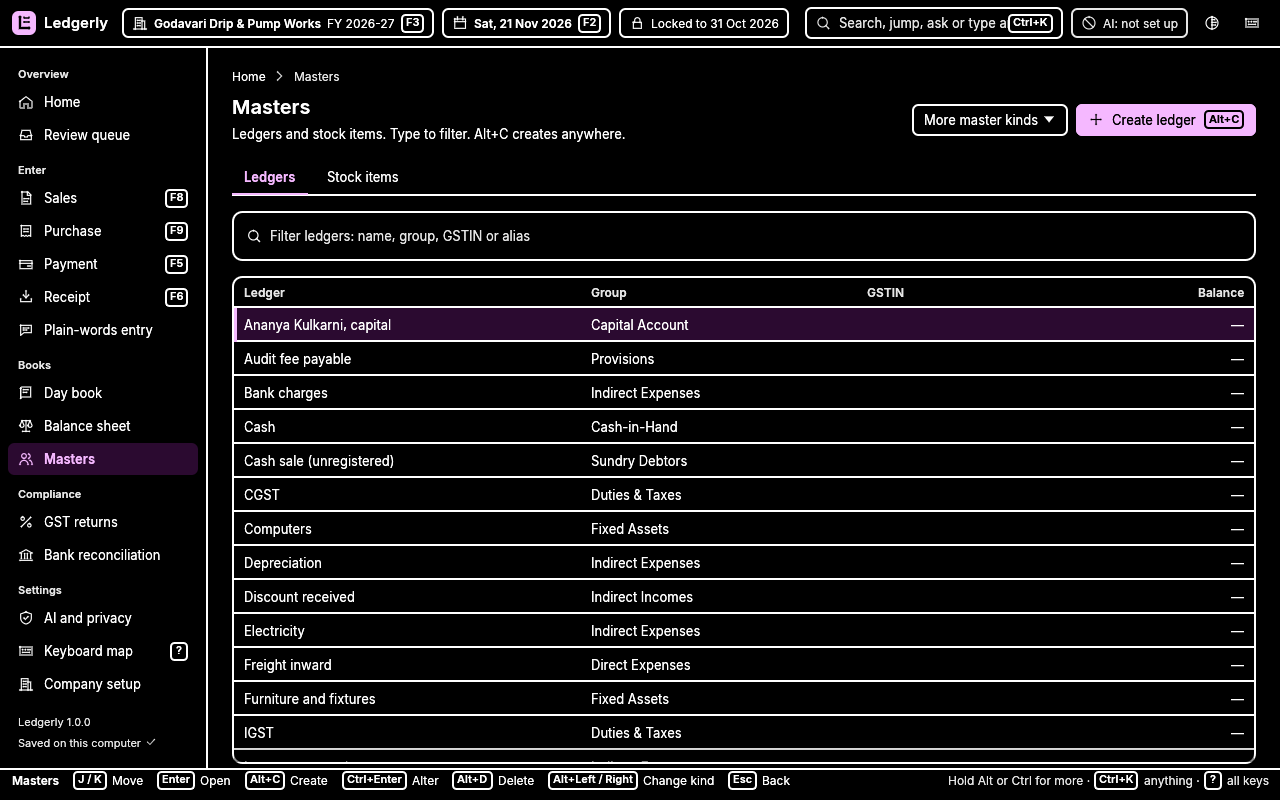 Ledgerly
Godavari Drip & Pump Works FY 2026-27 F3
Sat, 21 Nov 2026 F2
Locked to 31 Oct 2026
Search, jump, ask or type a Ctrl+K
AI: not set up
Overview
Home
Review queue
Enter
Sales F8
Purchase F9
Payment F5
Receipt F6
Plain-words entry
Books
Day book
Balance sheet
Masters
Compliance
GST returns
Bank reconciliation
Settings
AI and privacy
Keyboard map ?
Company setup
Ledgerly 1.0.0
Saved on this computer
Home Masters
Masters
Ledgers and stock items. Type to filter. Alt+C creates anywhere.
More master kinds
Create ledger Alt+C
Ledgers Stock items
Filter ledgers: name, group, GSTIN or alias
Ledger Group GSTIN Balance
Ananya Kulkarni, capital Capital Account —
Audit fee payable Provisions —
Bank charges Indirect Expenses —
Cash Cash-in-Hand —
Cash sale (unregistered) Sundry Debtors —
CGST Duties & Taxes —
Computers Fixed Assets —
Depreciation Indirect Expenses —
Discount received Indirect Incomes —
Electricity Indirect Expenses —
Freight inward Direct Expenses —
Furniture and fixtures Fixed Assets —
IGST Duties & Taxes —
Masters J / K Move Enter Open Alt+C Create Ctrl+Enter Alter Alt+D Delete Alt+Left / Right Change kind Esc Back
Hold Alt or Ctrl for more · Ctrl+K anything · ? all keys